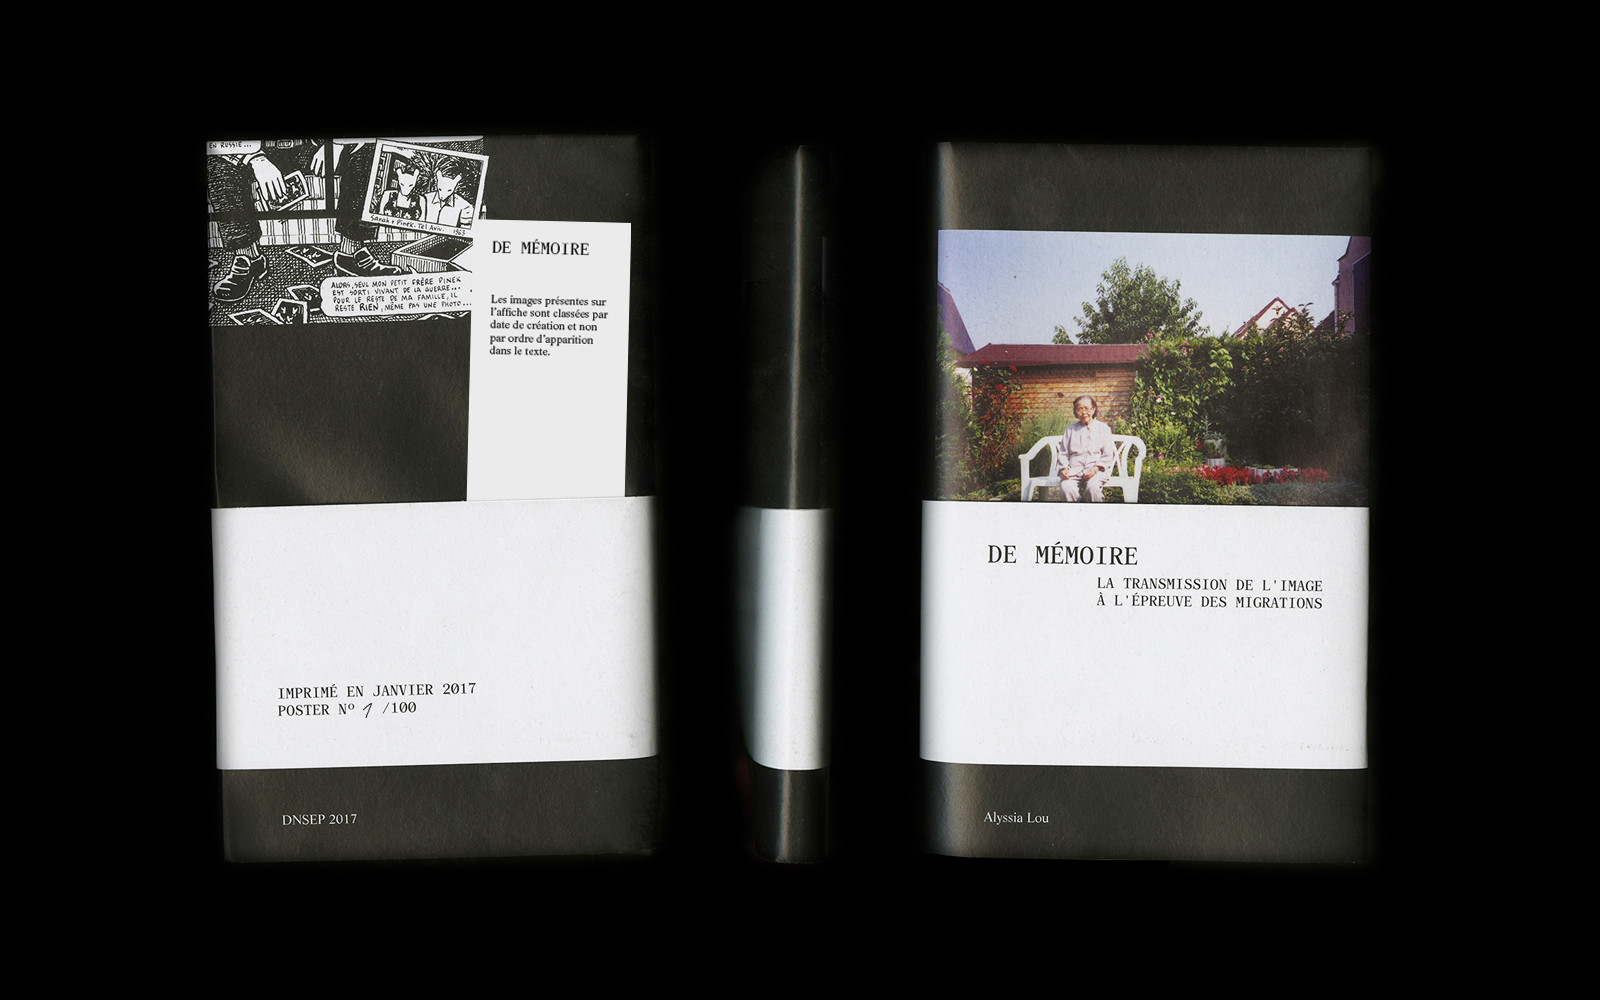 EN RUSSIE...
Sarah & Pinek. Tel Aviv. 1963
ALORS, SEUL MON PETIT FRÈRE PINEK
EST SORTI VIVANT DE LA GUERRE...
POUR LE RESTE DE MA FAMILLE, IL
RESTE RIEN, MÊME PAS UNE PHOTO...
DE MÉMOIRE
Les images présentes sur
l'affiche sont classées par
date de création et non
par ordre d'apparition
dans le texte.
IMPRIMÉ EN JANVIER 2017
POSTER Nº 1 /100
DNSEP 2017
DE MÉMOIRE
LA TRANSMISSION DE L'IMAGE
À L'ÉPREUVE DES MIGRATIONS
Alyssia Lou